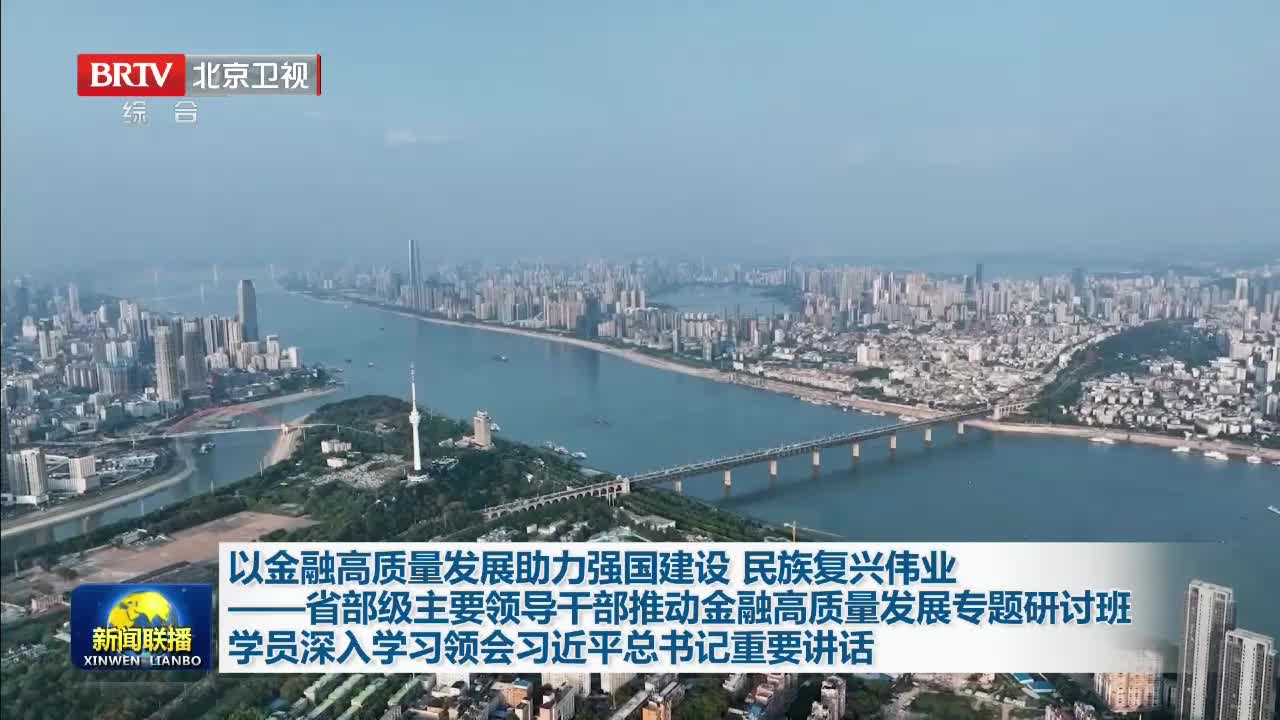 BRTV 北京卫视
综合
以金融高质量发展助力强国建设 民族复兴伟业
——省部级主要领导干部推动金融高质量发展专题研讨班
学员深入学习领会习近平总书记重要讲话
新闻联播
XINWEN LIANBO